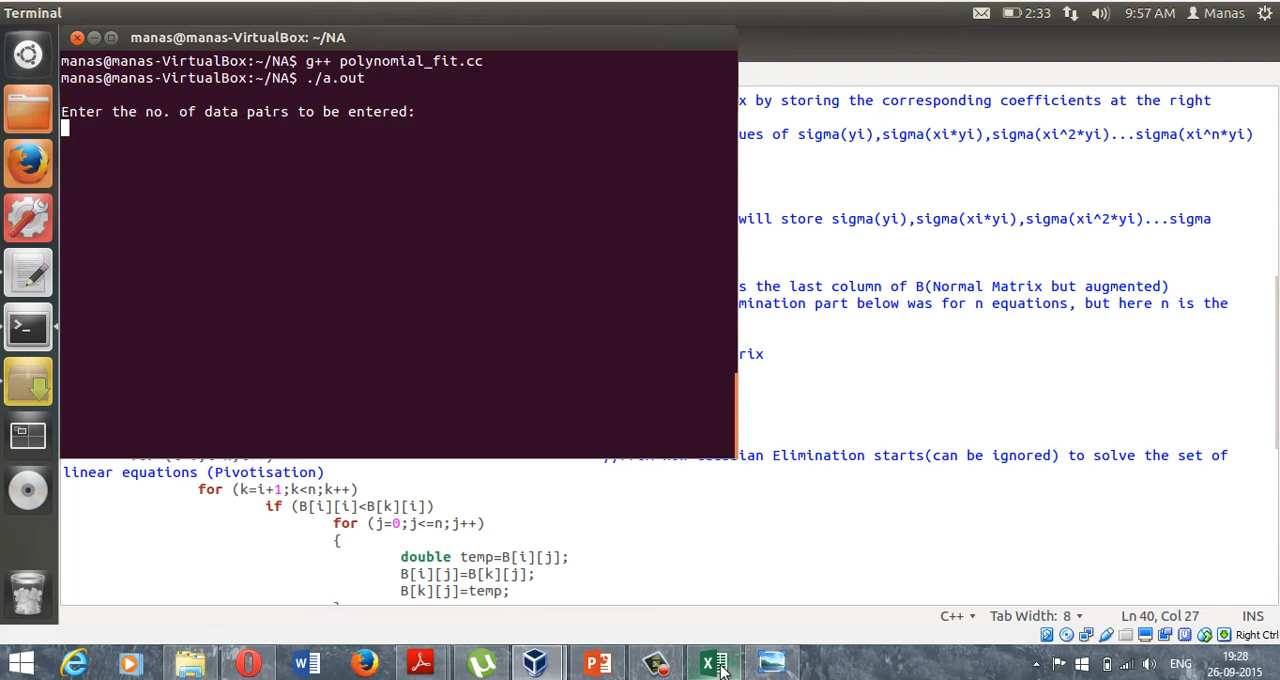 Terminal
2:33
9:57 AM
Manas
manas@manas-VirtualBox: ~/NA
manas@manas-VirtualBox:~/NA$ g++ polynomial_fit.cc
manas@manas-VirtualBox:~/NA$ ./a.out
Enter the no. of data pairs to be entered:
x by storing the corresponding coefficients at the right
ues of sigma(yi),sigma(xi*yi),sigma(xi^2*yi)...sigma(xi^n*yi)
will store sigma(yi),sigma(xi*yi),sigma(xi^2*yi)...sigma
s the last column of B(Normal Matrix but augmented)
mination part below was for n equations, but here n is the
rix
Elimination starts(can be ignored) to solve the set of
linear equations (Pivotisation)
for (k=i+1;k<n;k++)
if (B[i][i]<B[k][i])
for (j=0;j<=n;j++)
{
double temp=B[i][j];
B[i][j]=B[k][j];
B[k][j]=temp;
C++ Tab Width: 8 Ln 40, Col 27 INS
Right Ctrl
ENG
19:28
26-09-2015